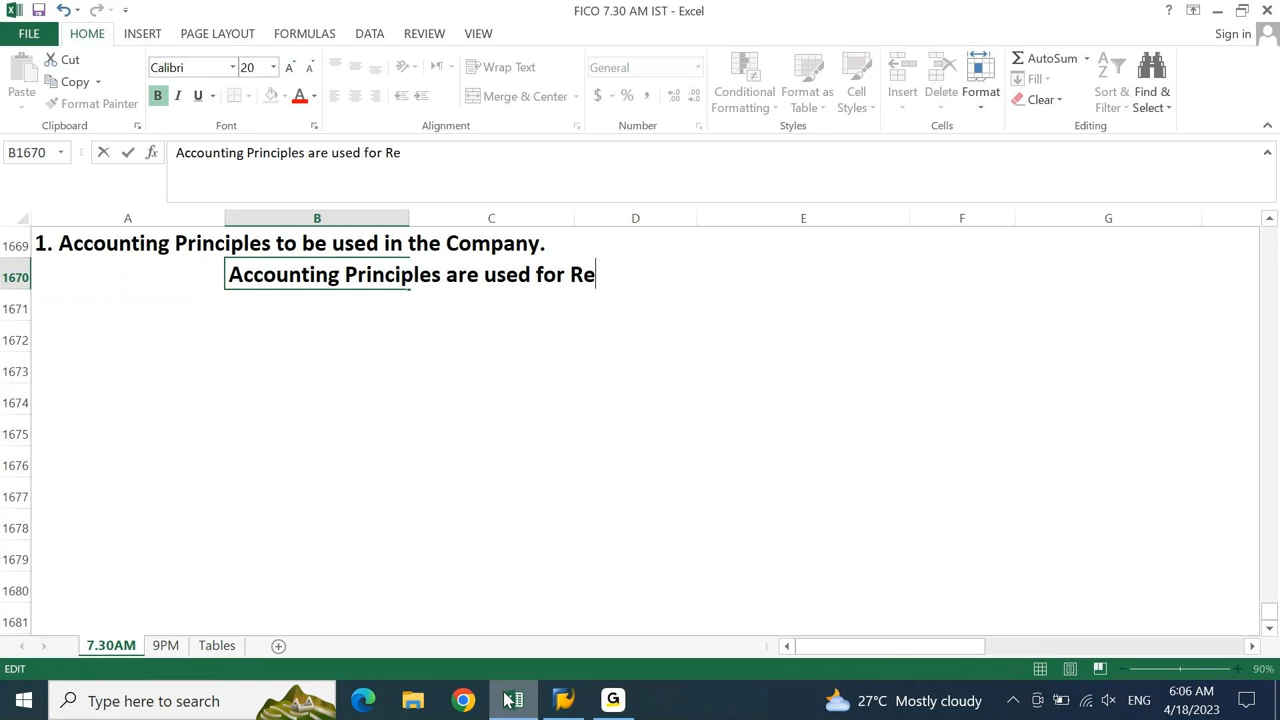 FICO 7.30 AM IST - Excel
FILE HOME INSERT PAGE LAYOUT FORMULAS DATA REVIEW VIEW Sign in
Paste Cut Copy Format Painter Clipboard
Calibri 20 B I U A Font
Wrap Text Merge & Center Alignment
General $ % , Number
Conditional Formatting Format as Table Cell Styles Styles
Insert Delete Format Cells
AutoSum Fill Clear Sort & Filter Find & Select Editing
B1670 fx Accounting Principles are used for Re
A B C D E F G
1669 1. Accounting Principles to be used in the Company.
1670 Accounting Principles are used for Re
1671
1672
1673
1674
1675
1676
1677
1678
1679
1680
1681
7.30AM 9PM Tables
EDIT 90%
Type here to search 27°C Mostly cloudy ENG 6:06 AM
4/18/2023